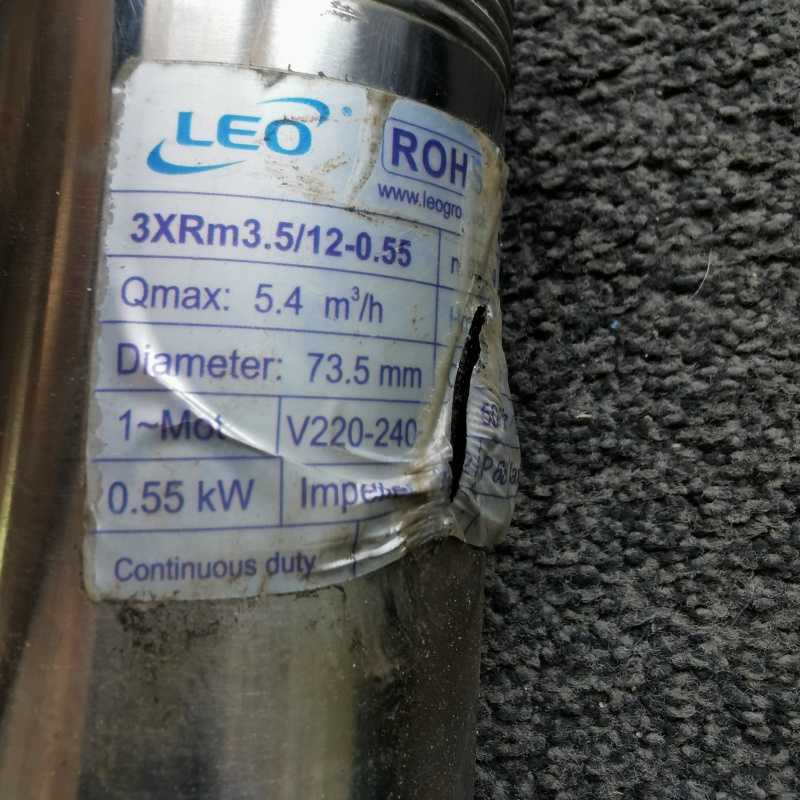 LEO
ROHS
www.leogro
3XRm3.5/12-0.55
Qmax: 5.4 m³/h
Diameter: 73.5 mm
1~Mot
V220-240
0.55 kW
Continuous duty